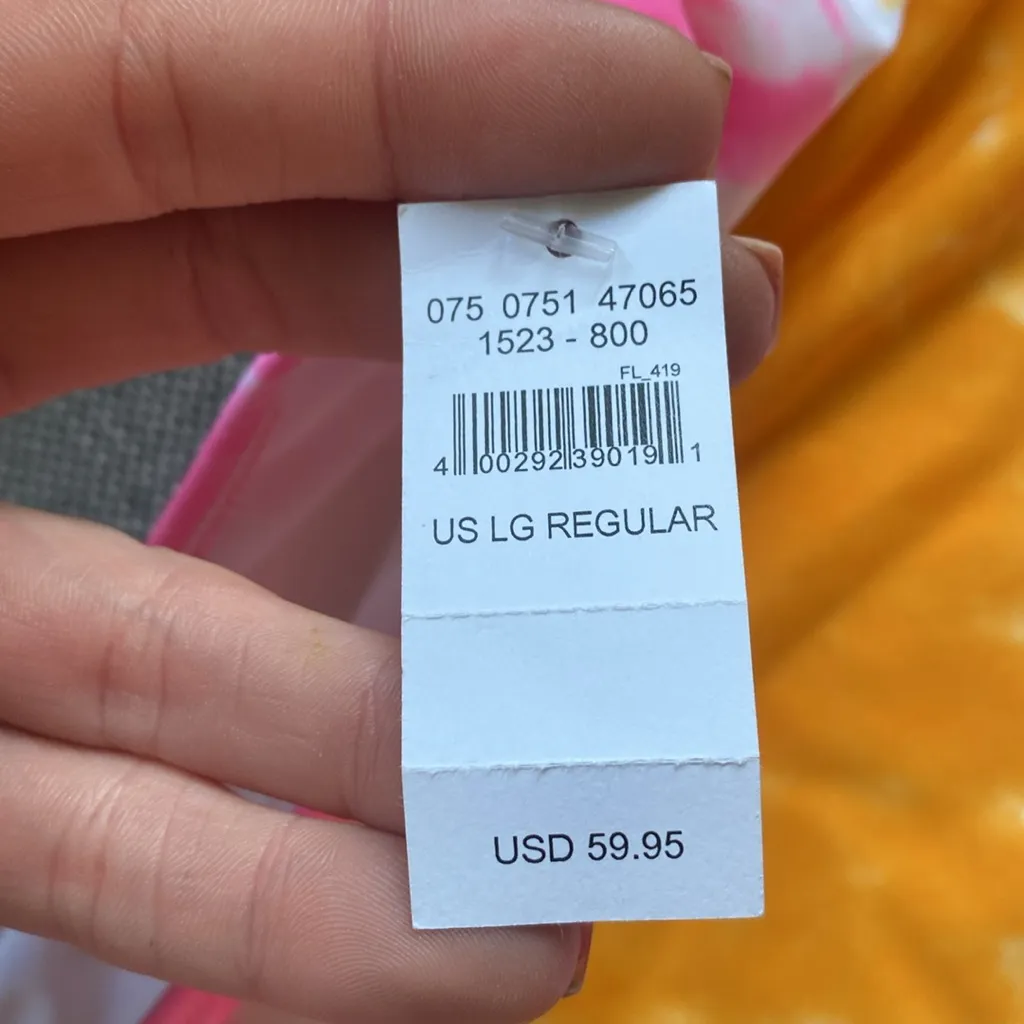 075 0751 47065
1523 - 800
FL_419
4 00292 39019 1
US LG REGULAR
USD 59.95